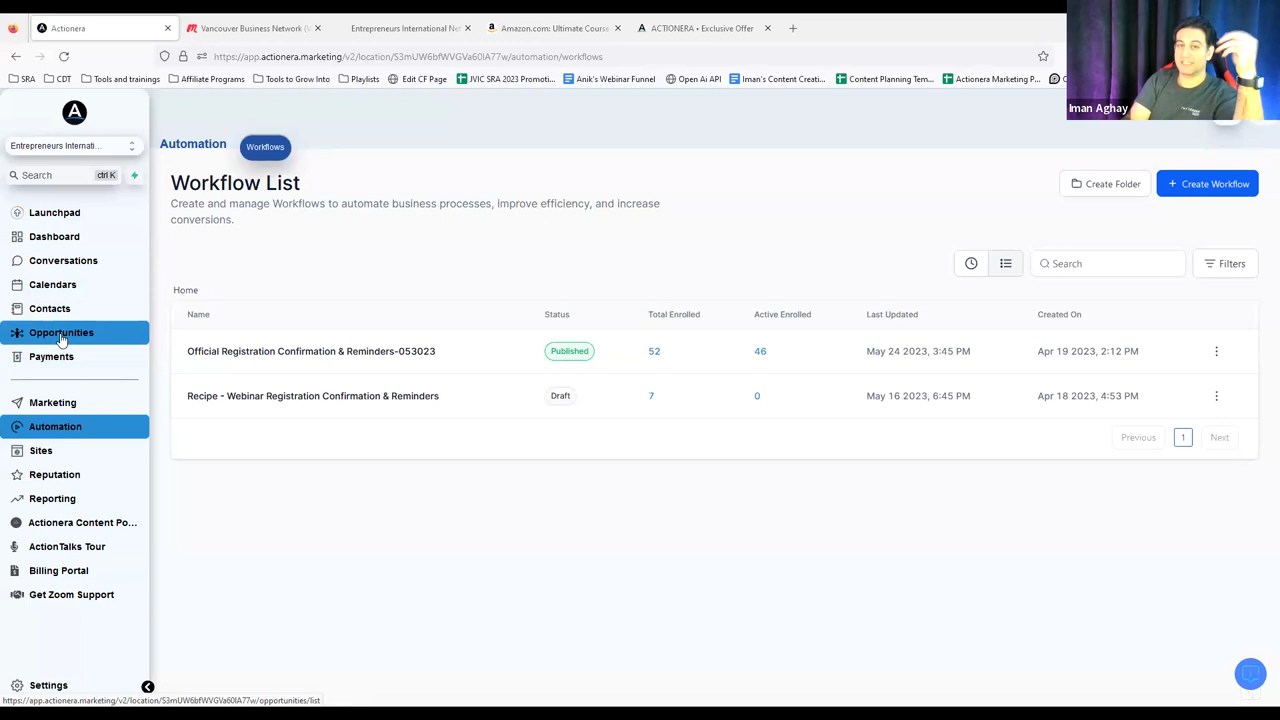 Actionera
Vancouver Business Network (V
Entrepreneurs International Net
Amazon.com: Ultimate Course
ACTIONERA • Exclusive Offer
https://app.actionera.marketing/v2/location/S3mUW6bfWVGVa60IA77w/automation/workflows
SRA
CDT
Tools and trainings
Affiliate Programs
Tools to Grow Into
Playlists
Edit CF Page
JVIC SRA 2023 Promoti...
Anik's Webinar Funnel
Open Ai API
Iman's Content Creati...
Content Planning Tem...
Actionera Marketing P...
Iman Aghay
A
Entrepreneurs Internati...
Search
ctrl K
Launchpad
Dashboard
Conversations
Calendars
Contacts
Opportunities
Payments
Marketing
Automation
Sites
Reputation
Reporting
Actionera Content Po...
ActionTalks Tour
Billing Portal
Get Zoom Support
Settings
Automation
Workflows
Workflow List
Create and manage Workflows to automate business processes, improve efficiency, and increase
conversions.
Create Folder
+ Create Workflow
Search
Filters
Home
Name Status Total Enrolled Active Enrolled Last Updated Created On
Official Registration Confirmation & Reminders-053023 Published 52 46 May 24 2023, 3:45 PM Apr 19 2023, 2:12 PM
Recipe - Webinar Registration Confirmation & Reminders Draft 7 0 May 16 2023, 6:45 PM Apr 18 2023, 4:53 PM
Previous 1 Next
https://app.actionera.marketing/v2/location/S3mUW6bfWVGVa60IA77w/opportunities/list